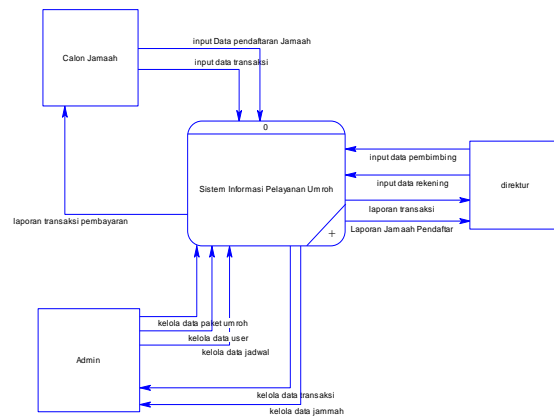 input Data pendaftaran Jamaah
Calon Jamaah
input data transaksi
0
input data pembimbing
Sistem Informasi Pelayanan Umroh
input data rekening
direktur
laporan transaksi
laporan transaksi pembayaran
Laporan Jamaah Pendaftar
+
kelola data paket umroh
kelola data user
kelola data jadwal
Admin
kelola data transaksi
kelola data jammah